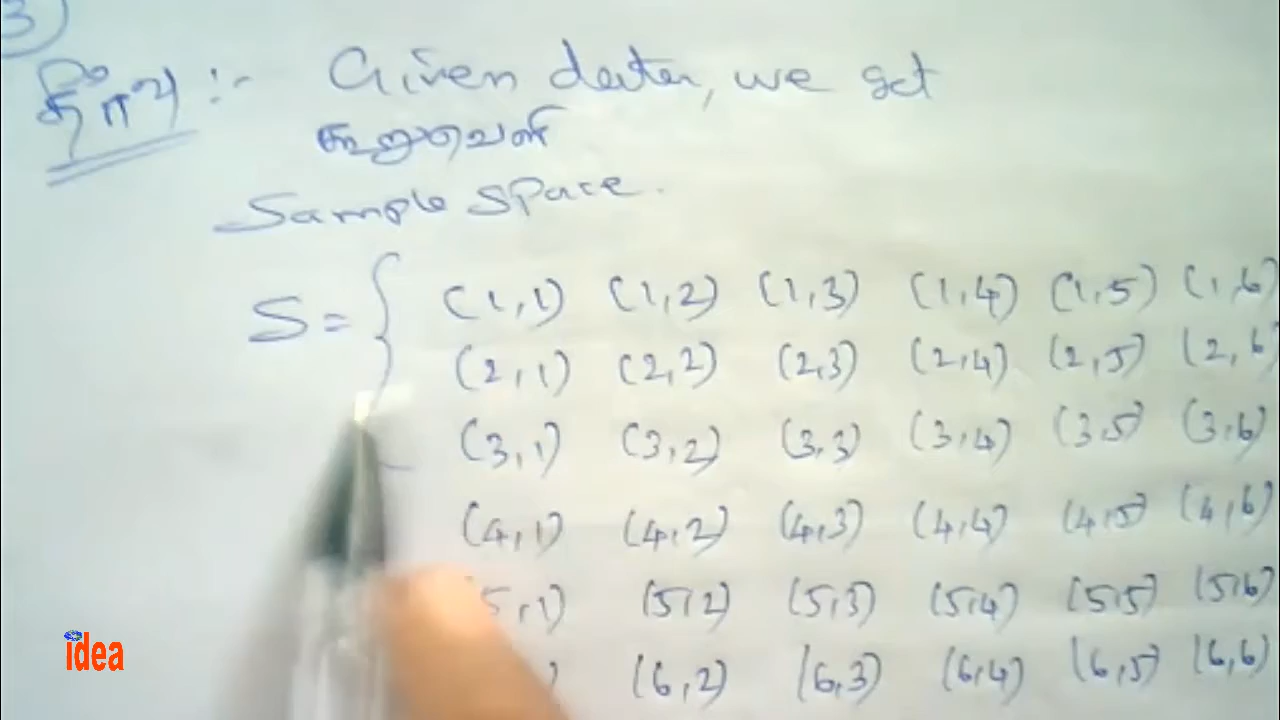 3
தீர்வு :- Given data, we get
கூறுவெளி
Sample Space.
S = { (1,1) (1,2) (1,3) (1,4) (1,5) (1,6)
(2,1) (2,2) (2,3) (2,4) (2,5) (2,6
(3,1) (3,2) (3,3) (3,4) (3,5) (3,6)
(4,1) (4,2) (4,3) (4,4) (4,5) (4,6)
5,1) (5,2) (5,3) (5,4) (5,5) (5,6)
) (6,2) (6,3) (6,4) (6,5) (6,6)
idea